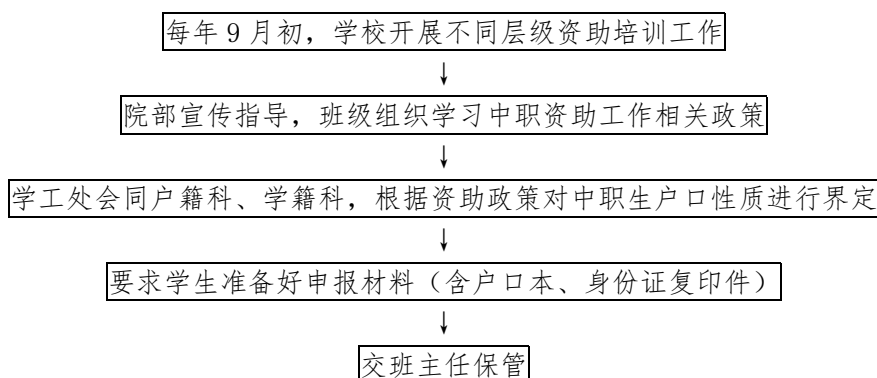 每年 9 月初，学校开展不同层级资助培训工作
↓
院部宣传指导，班级组织学习中职资助工作相关政策
↓
学工处会同户籍科、学籍科，根据资助政策对中职生户口性质进行界定
↓
要求学生准备好申报材料（含户口本、身份证复印件）
↓
交班主任保管